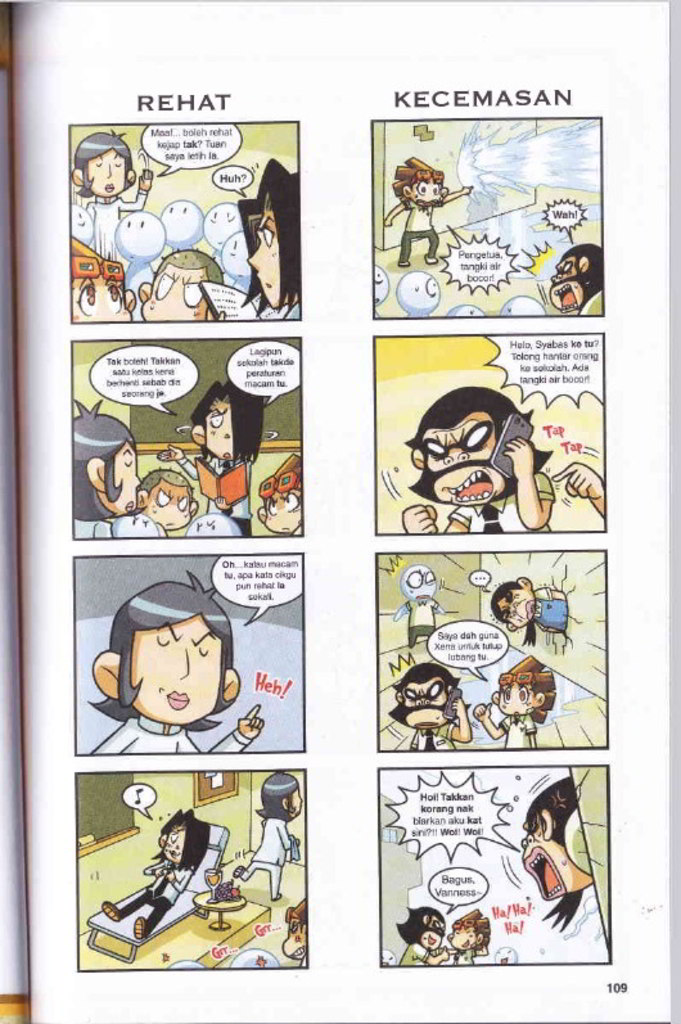 REHAT
Maaf... boleh rehat
kejap tak? Tuan
saya letih la.
Huh?
Tak boleh! Takkan
satu kelas kena
berhenti sebab dia
seorang je...
Lagipun
sekolah takde
peraturan
macam tu.
Oh...kalau macam
tu, apa kata cikgu
pun rehat la
sekali.
Heh!
Grr...
Grr...
KECEMASAN
Wah!
Pengetua,
tangki air
bocor!
Helo, Syabas ke tu?
Tolong hantar orang
ke sekolah. Ada
tangki air bocor!
Tap
Tap
...
Saya dah guna
Xena untuk tutup
lubang tu.
Hoi! Takkan
korang nak
biarkan aku kat
sini?!! Woi! Woi!
Bagus,
Vanness~
Ha!Ha!
Ha!
109